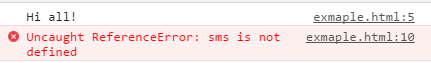 Hi all! exmaple.html:5
Uncaught ReferenceError: sms is not exmaple.html:10
defined